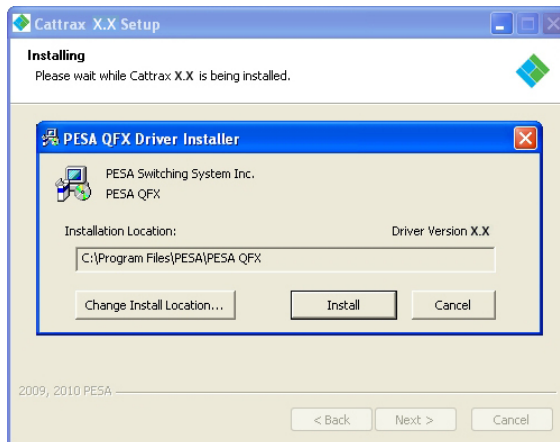 Cattrax X.X Setup
Installing
Please wait while Cattrax X.X is being installed.
PESA QFX Driver Installer
PESA Switching System Inc.
PESA QFX
Installation Location: Driver Version X.X
C:\Program Files\PESA\PESA QFX
Change Install Location... Install Cancel
2009, 2010 PESA
< Back Next > Cancel